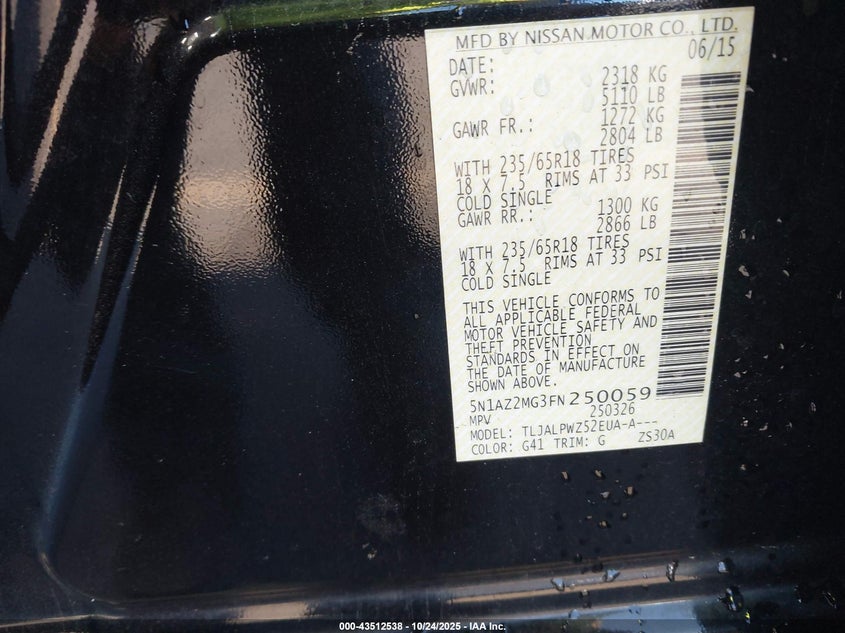 MFD BY NISSAN MOTOR CO., LTD.
DATE: 06/15
GVWR: 2318 KG
5110 LB
GAWR FR.: 1272 KG
2804 LB
WITH 235/65R18 TIRES
18 X 7.5 RIMS AT 33 PSI
COLD SINGLE
GAWR RR.: 1300 KG
2866 LB
WITH 235/65R18 TIRES
18 X 7.5 RIMS AT 33 PSI
COLD SINGLE
THIS VEHICLE CONFORMS TO
ALL APPLICABLE FEDERAL
MOTOR VEHICLE SAFETY AND
THEFT PREVENTION
STANDARDS IN EFFECT ON
THE DATE OF MANUFACTURE
SHOWN ABOVE.
5N1AZ2MG3FN250059
MPV 250326
MODEL: TLJALPWZ52EUA-A---
COLOR: G41 TRIM: G ZS30A
000-43512538 - 10/24/2025 - IAA Inc.